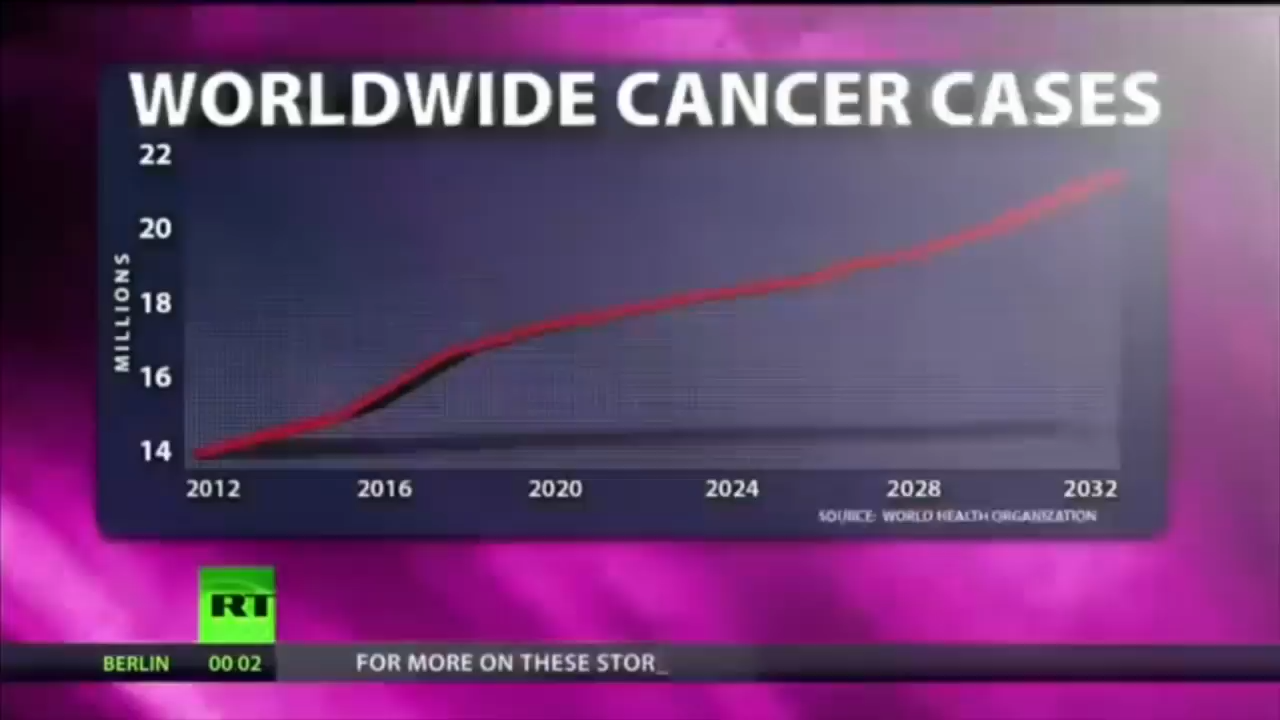 WORLDWIDE CANCER CASES
22
20
18
16
14
MILLIONS
2012 2016 2020 2024 2028 2032
SOURCE: WORLD HEALTH ORGANIZATION
RT
BERLIN 00 02 FOR MORE ON THESE STOR_